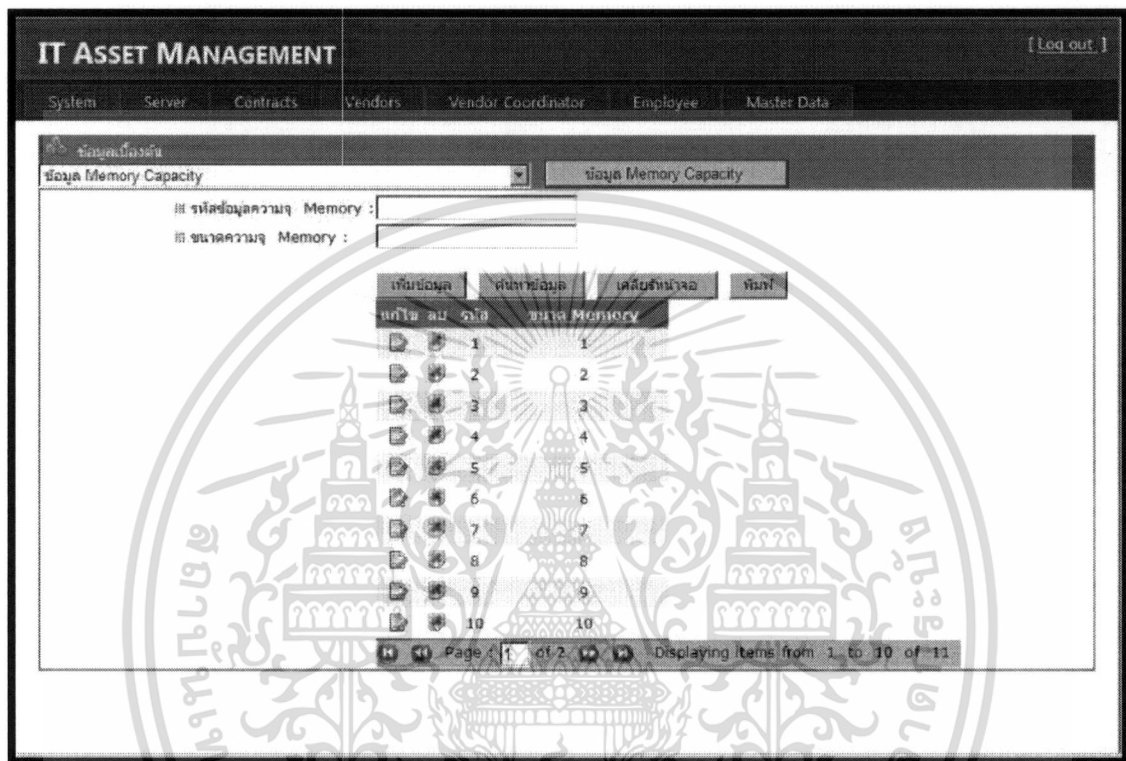 IT ASSET MANAGEMENT
[ Log out ]
System Server Contracts Vendors Vendor Coordinator Employee Master Data
ข้อมูลเบื้องต้น
ข้อมูล Memory Capacity ข้อมูล Memory Capacity
รหัสข้อมูลความจุ Memory :
ขนาดความจุ Memory :
เพิ่มข้อมูล ค้นหาข้อมูล เคลียร์หน้าจอ พิมพ์
แก้ไข ลบ รหัส ขนาด Memory
1 1
2 2
3 3
4 4
5 5
6 6
7 7
8 8
9 9
10 10
Page : 1 of 2 Displaying items from 1 to 10 of 11